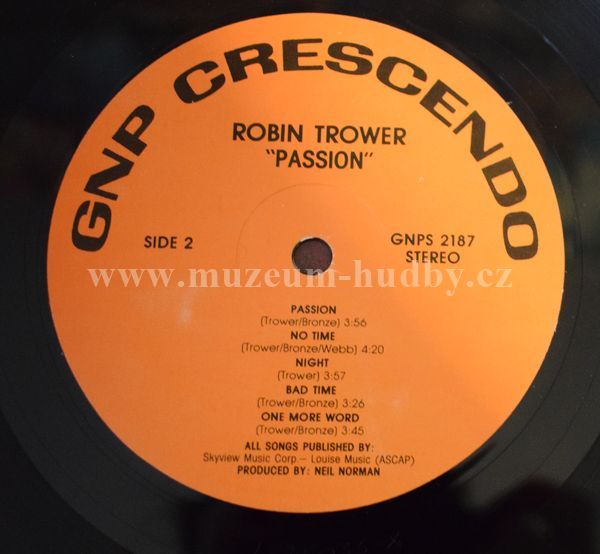 GNP CRESCENDO
ROBIN TROWER
"PASSION"
SIDE 2
GNPS 2187
STEREO
www.muzeum-hudby.cz
PASSION
(Trower/Bronze) 3:56
NO TIME
(Trower/Bronze/Webb) 4:20
NIGHT
(Trower) 3:57
BAD TIME
(Trower/Bronze) 3:26
ONE MORE WORD
(Trower/Bronze) 3:45
ALL SONGS PUBLISHED BY:
Skyview Music Corp.— Louise Music (ASCAP)
PRODUCED BY: NEIL NORMAN